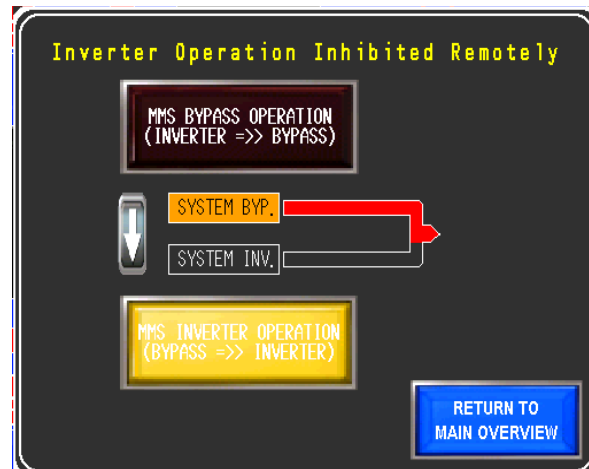 Inverter Operation Inhibited Remotely
MMS BYPASS OPERATION
(INVERTER =>> BYPASS)
SYSTEM BYP.
SYSTEM INV.
MMS INVERTER OPERATION
(BYPASS =>> INVERTER)
RETURN TO
MAIN OVERVIEW